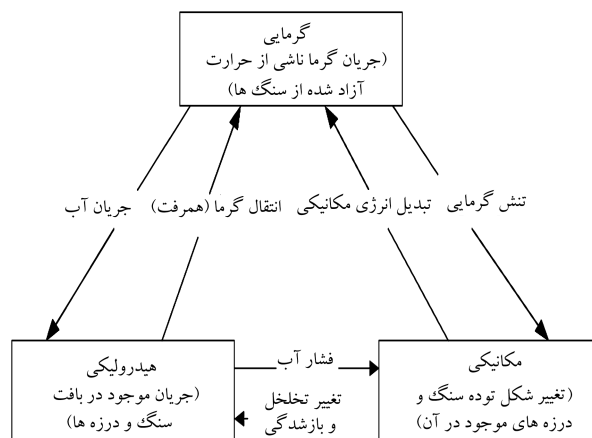 گرمایی
(جریان گرما ناشی از حرارت
آزاد شده از سنگ ها)
تنش گرمایی
تبدیل انرژی مکانیکی
انتقال گرما (همرفت)
جریان آب
مکانیکی
(تغییر شکل توده سنگ و
درزه های موجود در آن)
فشار آب
تغییر تخلخل
و بازشدگی
هیدرولیکی
(جریان موجود در بافت
سنگ و درزه ها)